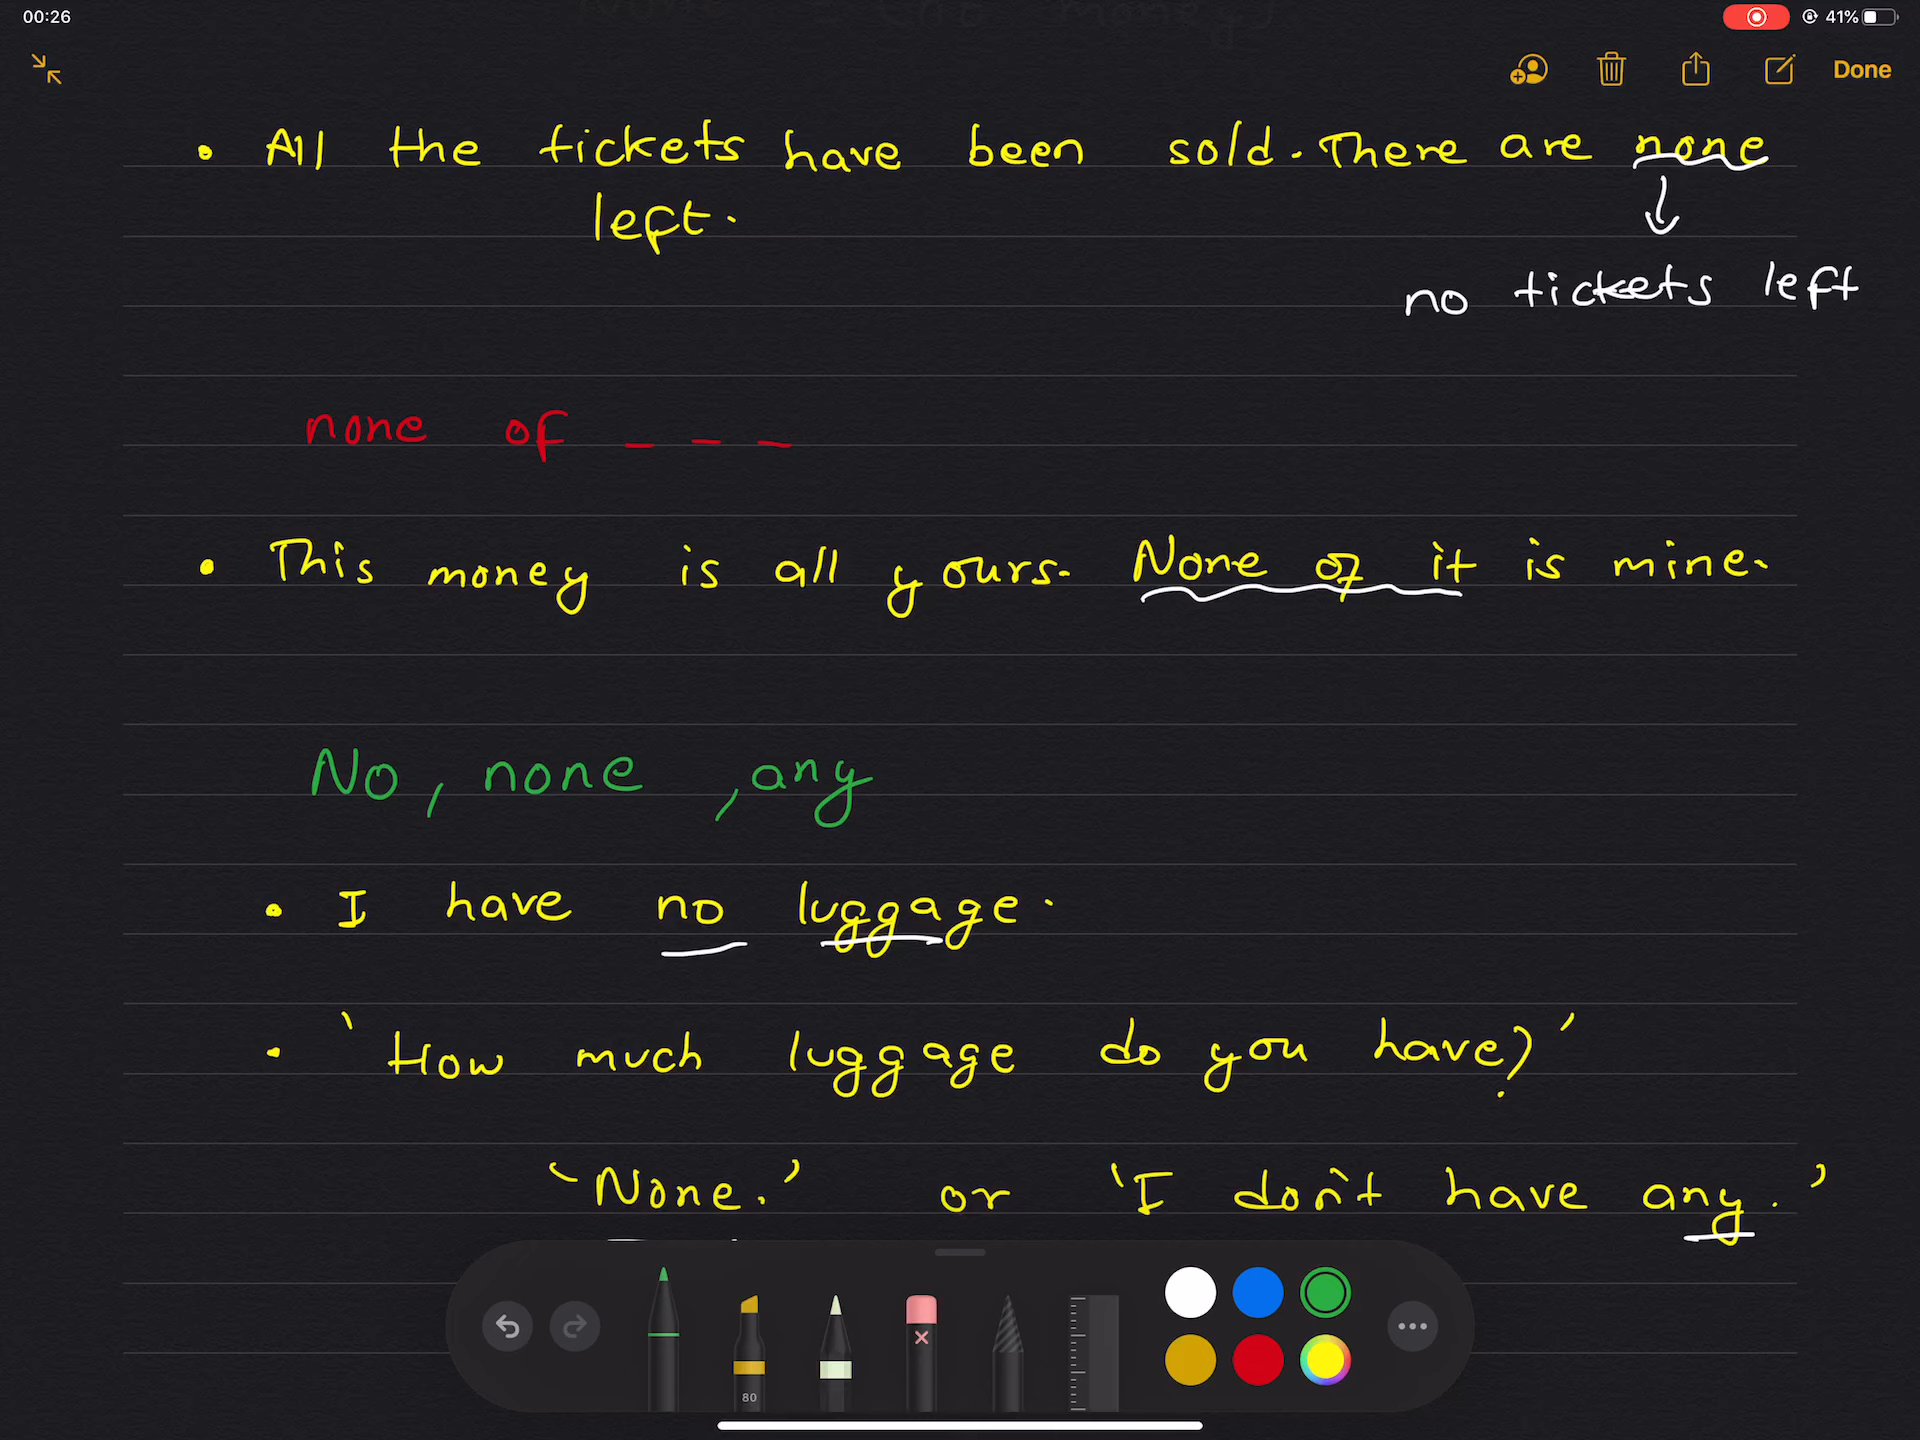 00:26
41%
Done
• All the tickets have been sold. There are none
left.
no tickets left
none of _ _ _
• This money is all yours. None of it is mine.
No, none, any
• I have no luggage.
• 'How much luggage do you have?'
'None.' or 'I don't have any.'
80